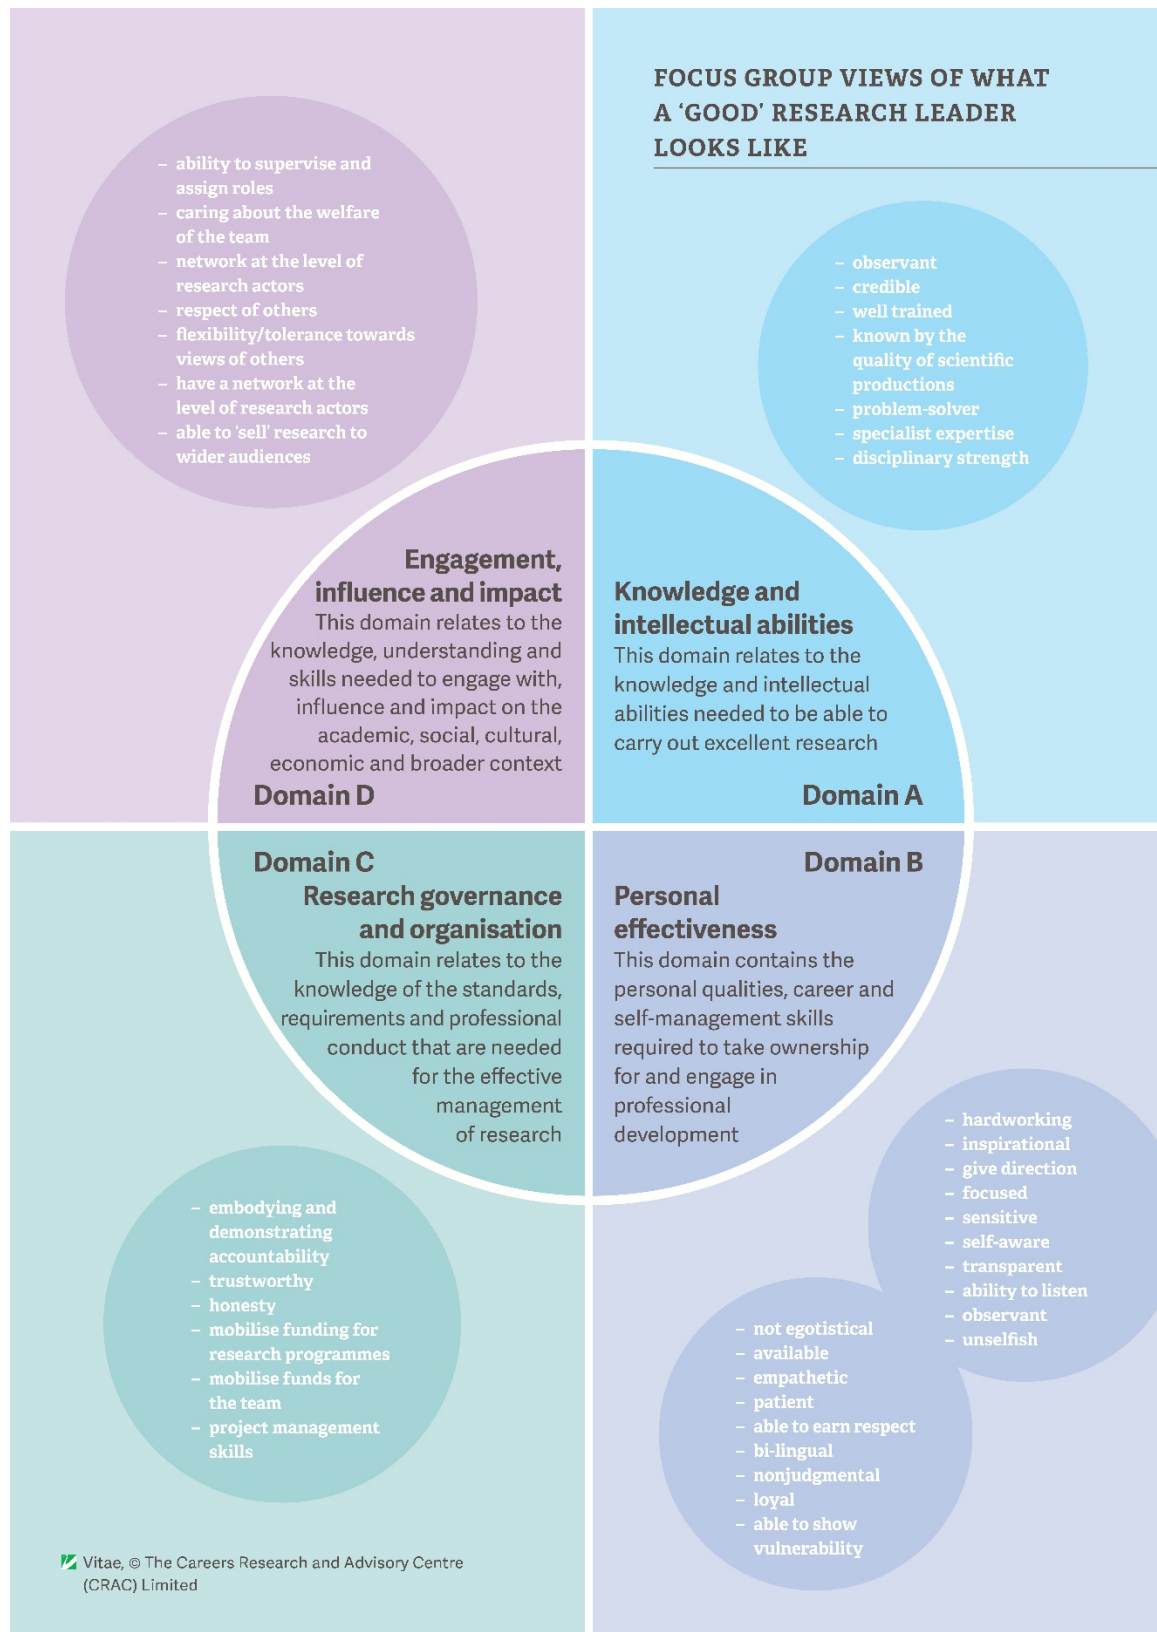 FOCUS GROUP VIEWS OF WHAT
A ‘GOOD’ RESEARCH LEADER
LOOKS LIKE
– ability to supervise and
assign roles
– caring about the welfare
of the team
– network at the level of
research actors
– respect of others
– flexibility/tolerance towards
views of others
– have a network at the
level of research actors
– able to 'sell' research to
wider audiences
– observant
– credible
– well trained
– known by the
quality of scientific
productions
– problem-solver
– specialist expertise
– disciplinary strength
Engagement,
influence and impact
This domain relates to the
knowledge, understanding and
skills needed to engage with,
influence and impact on the
academic, social, cultural,
economic and broader context
Domain D
Knowledge and
intellectual abilities
This domain relates to the
knowledge and intellectual
abilities needed to be able to
carry out excellent research
Domain A
Domain C
Research governance
and organisation
This domain relates to the
knowledge of the standards,
requirements and professional
conduct that are needed
for the effective
management
of research
Domain B
Personal
effectiveness
This domain contains the
personal qualities, career and
self-management skills
required to take ownership
for and engage in
professional
development
– embodying and
demonstrating
accountability
– trustworthy
– honesty
– mobilise funding for
research programmes
– mobilise funds for
the team
– project management
skills
– hardworking
– inspirational
– give direction
– focused
– sensitive
– self-aware
– transparent
– ability to listen
– observant
– unselfish
– not egotistical
– available
– empathetic
– patient
– able to earn respect
– bi-lingual
– nonjudgmental
– loyal
– able to show
vulnerability
Vitae, © The Careers Research and Advisory Centre
(CRAC) Limited